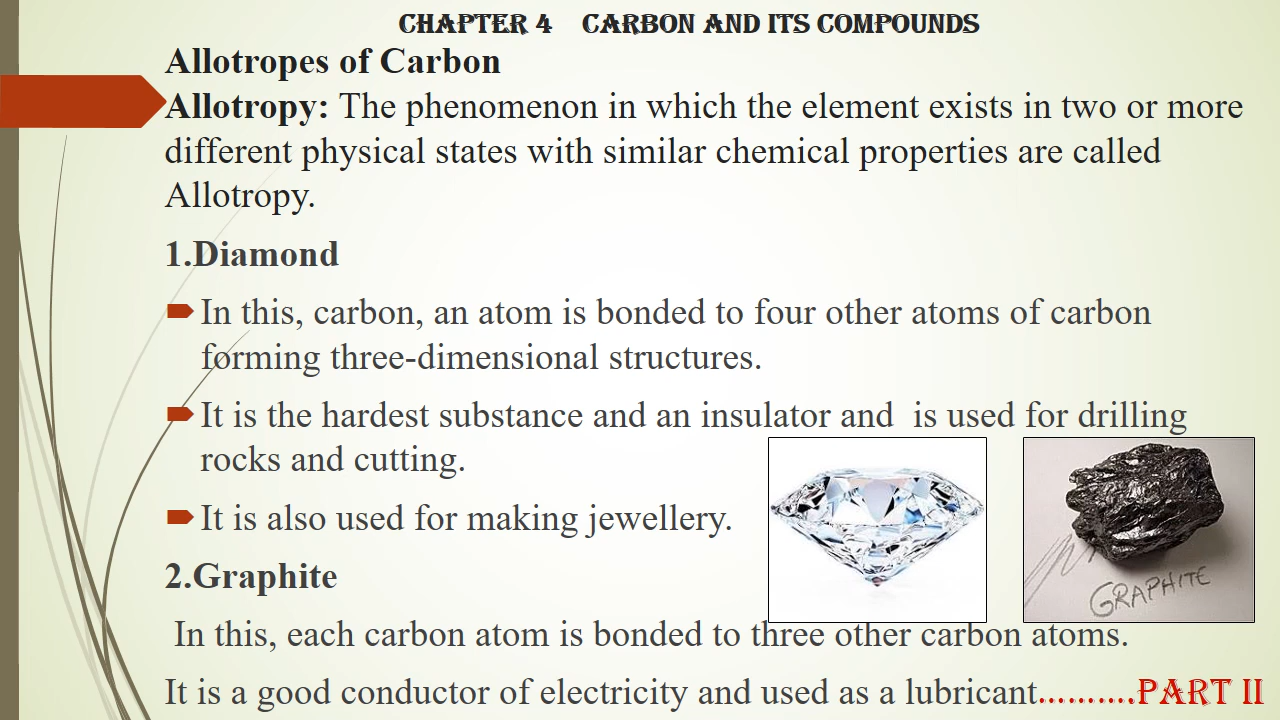 CHAPTER 4 CARBON AND ITS COMPOUNDS
Allotropes of Carbon
Allotropy: The phenomenon in which the element exists in two or more
different physical states with similar chemical properties are called
Allotropy.
1.Diamond
In this, carbon, an atom is bonded to four other atoms of carbon
forming three-dimensional structures.
It is the hardest substance and an insulator and is used for drilling
rocks and cutting.
It is also used for making jewellery.
GRAPHITE
2.Graphite
In this, each carbon atom is bonded to three other carbon atoms.
It is a good conductor of electricity and used as a lubricant..........PART II